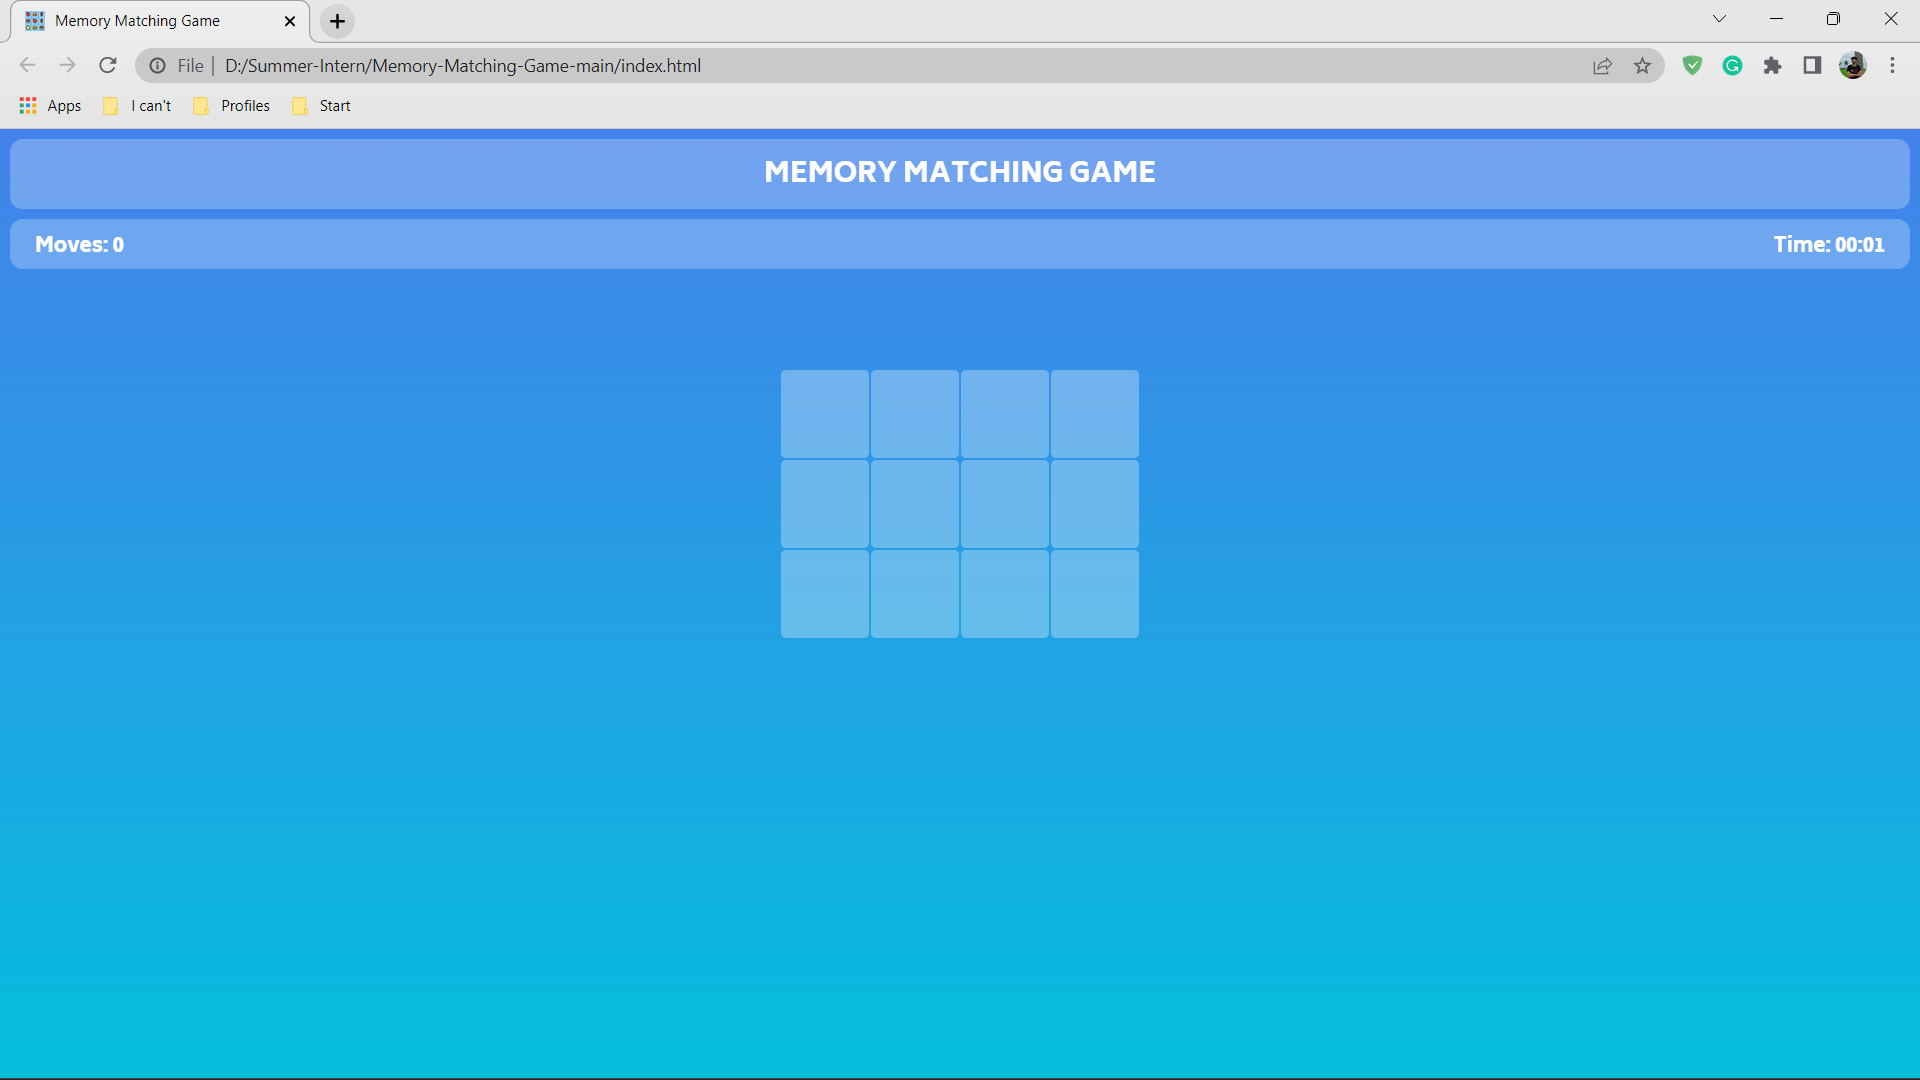 Memory Matching Game
File | D:/Summer-Intern/Memory-Matching-Game-main/index.html
Apps I can't Profiles Start
MEMORY MATCHING GAME
Moves: 0 Time: 00:01